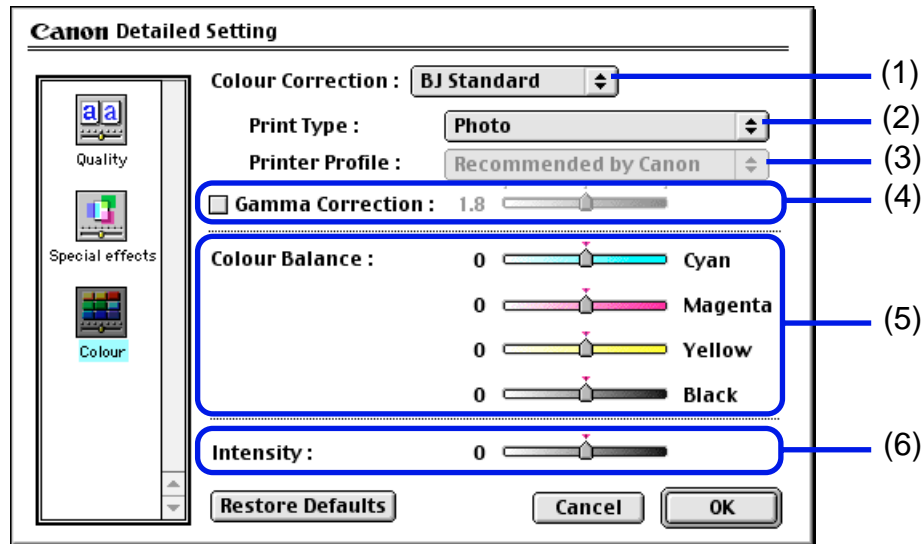 Canon Detailed Setting
Colour Correction : BJ Standard (1)
Print Type : Photo (2)
Printer Profile : Recommended by Canon (3)
Gamma Correction : 1.8 (4)
Quality
Special effects
Colour
Colour Balance : 0 Cyan
0 Magenta
(5)
0 Yellow
0 Black
Intensity : 0 (6)
Restore Defaults Cancel OK